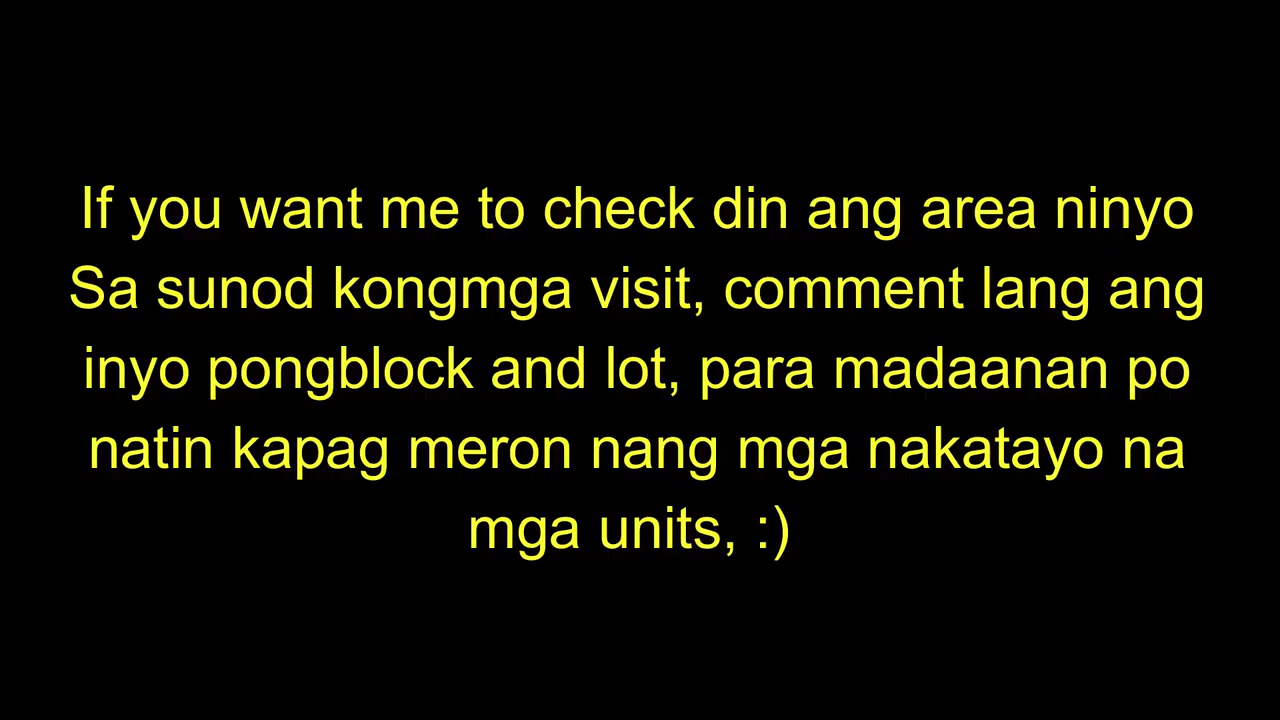 If you want me to check din ang area ninyo
Sa sunod kongmga visit, comment lang ang
inyo pongblock and lot, para madaanan po
natin kapag meron nang mga nakatayo na
mga units, :)